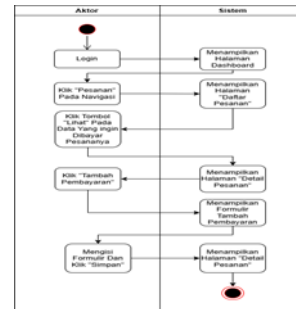 Aktor
Sistem
Login
Menampilkan
Halaman
Dashboard
Klik "Pesanan"
Pada Navigasi
Menampilkan
Halaman
"Daftar
Pesanan"
Klik Tombol
"Lihat" Pada
Data Yang ingin
Dibayar
Pesananya
Menampilkan
Halaman "Detail
Pesanan"
Klik "Tambah
Pembayaran"
Menampilkan
Formulir
Tambah
Pembayaran
Mengisi
Formulir Dan
Klik "Simpan"
Menampilkan
Halaman "Detail
Pesanan"